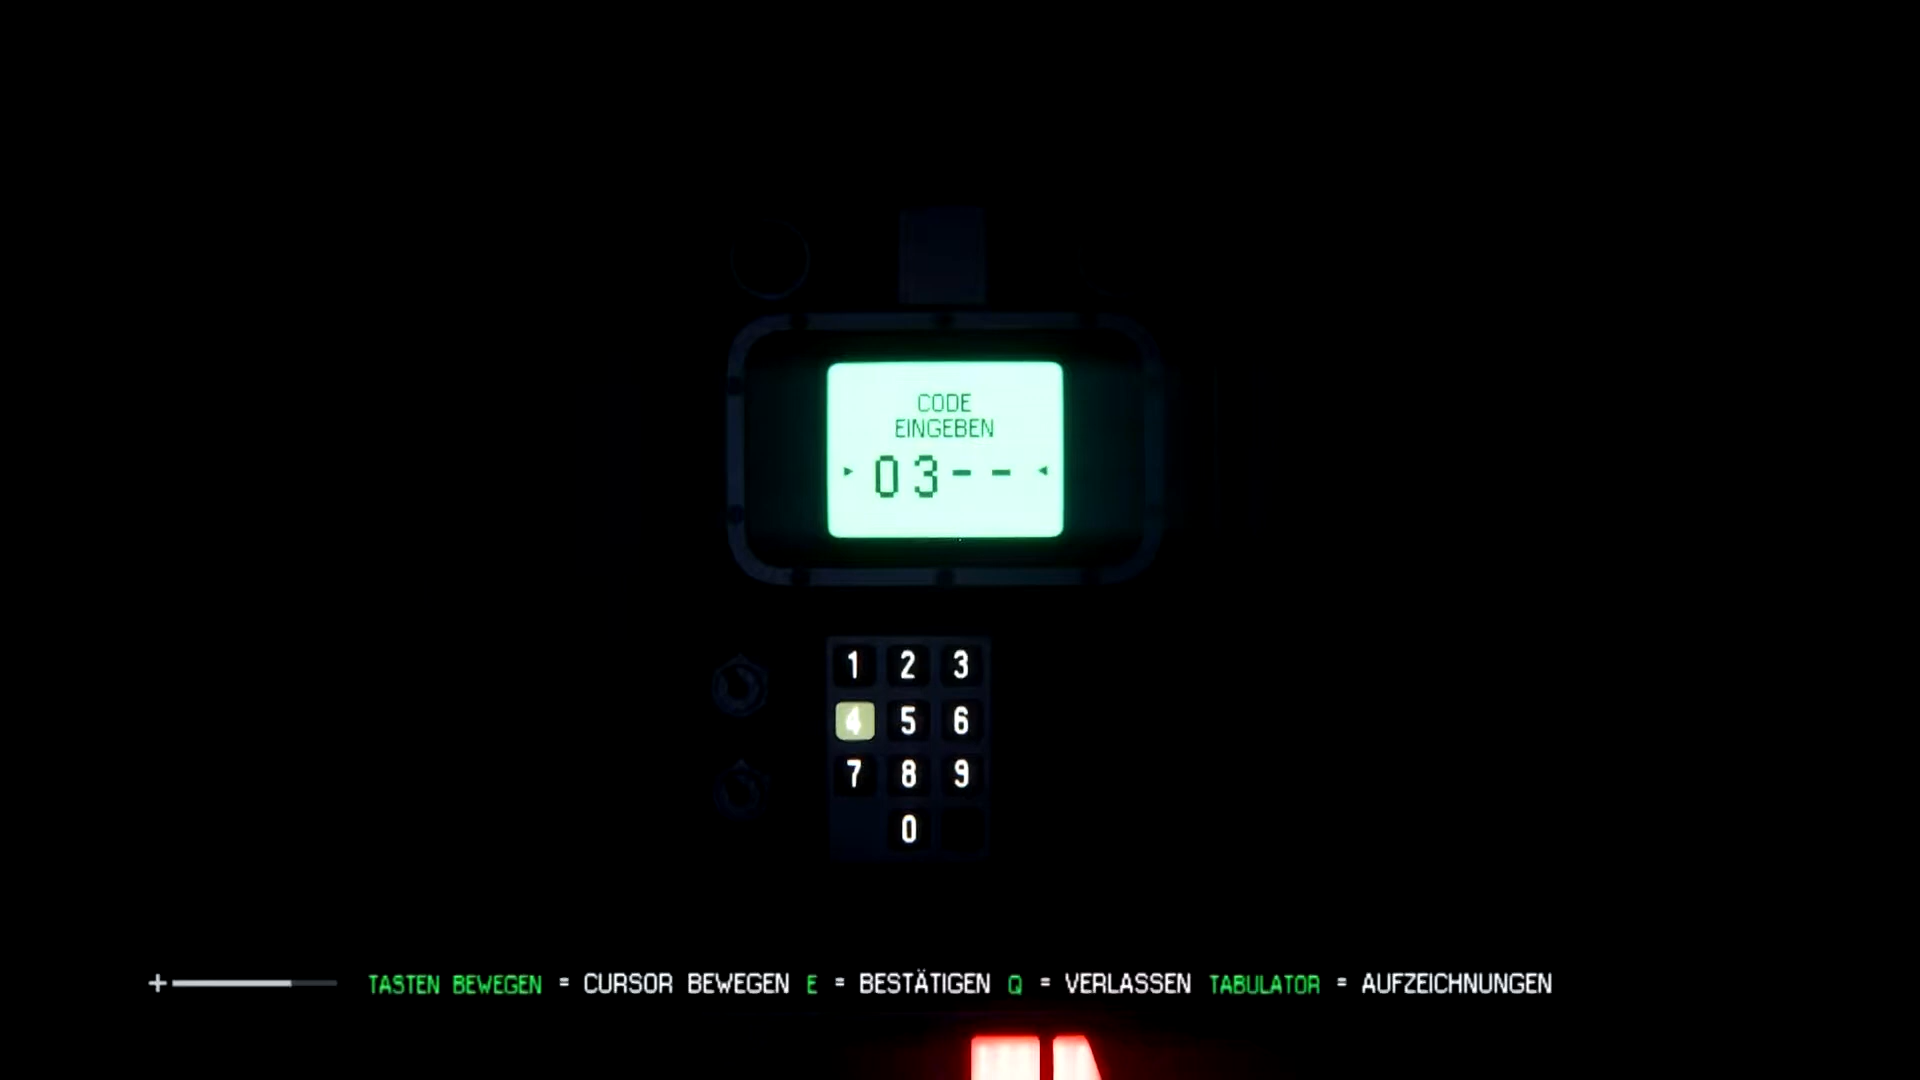 CODE
EINGEBEN
▸ 03-- ◂
1 2 3
4 5 6
7 8 9
0
TASTEN BEWEGEN = CURSOR BEWEGEN E = BESTÄTIGEN Q = VERLASSEN TABULATOR = AUFZEICHNUNGEN